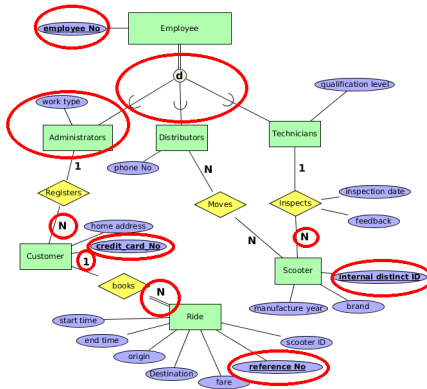 Employee
employee No
d
qualification level
work type
Administrators
Distributors
Technicians
phone No
1
N
1
Registers
Moves
Inspects
inspection date
feedback
N
home address
N
N
Customer
credit_card_No
1
Scooter
internal distinct ID
books
N
manufacture year
brand
start time
Ride
end time
scooter ID
origin
Destination
reference No
fare